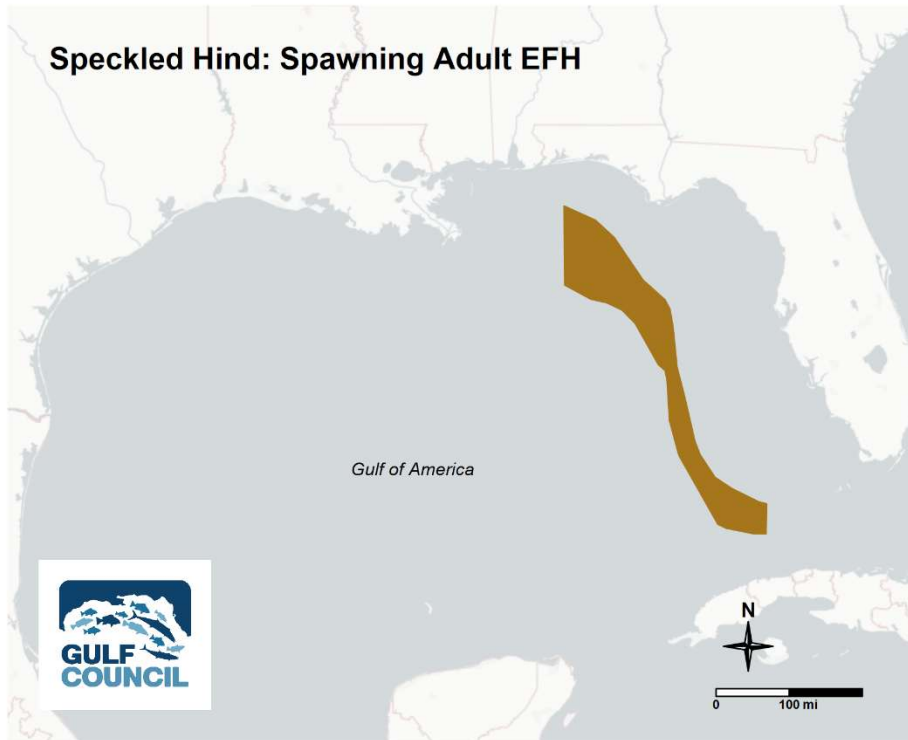 Speckled Hind: Spawning Adult EFH
Gulf of America
GULF
COUNCIL
N
0 100 mi